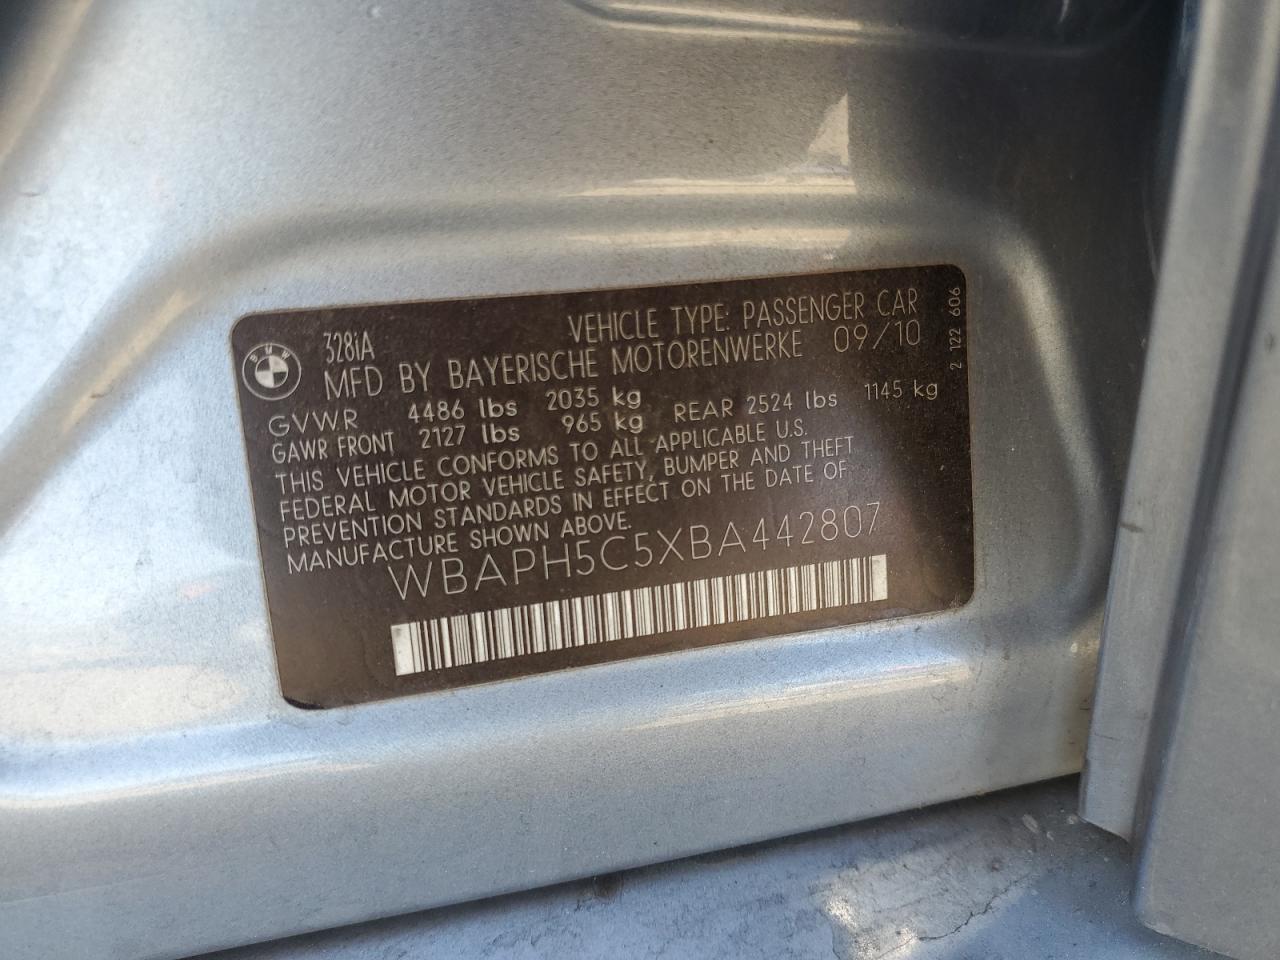 328iA VEHICLE TYPE: PASSENGER CAR
MFD BY BAYERISCHE MOTORENWERKE 09/10
GVWR 4486 lbs 2035 kg
GAWR FRONT 2127 lbs 965 kg REAR 2524 lbs 1145 kg
THIS VEHICLE CONFORMS TO ALL APPLICABLE U.S.
FEDERAL MOTOR VEHICLE SAFETY, BUMPER AND THEFT
PREVENTION STANDARDS IN EFFECT ON THE DATE OF
MANUFACTURE SHOWN ABOVE.
WBAPH5C5XBA442807
2 122 606
BMW